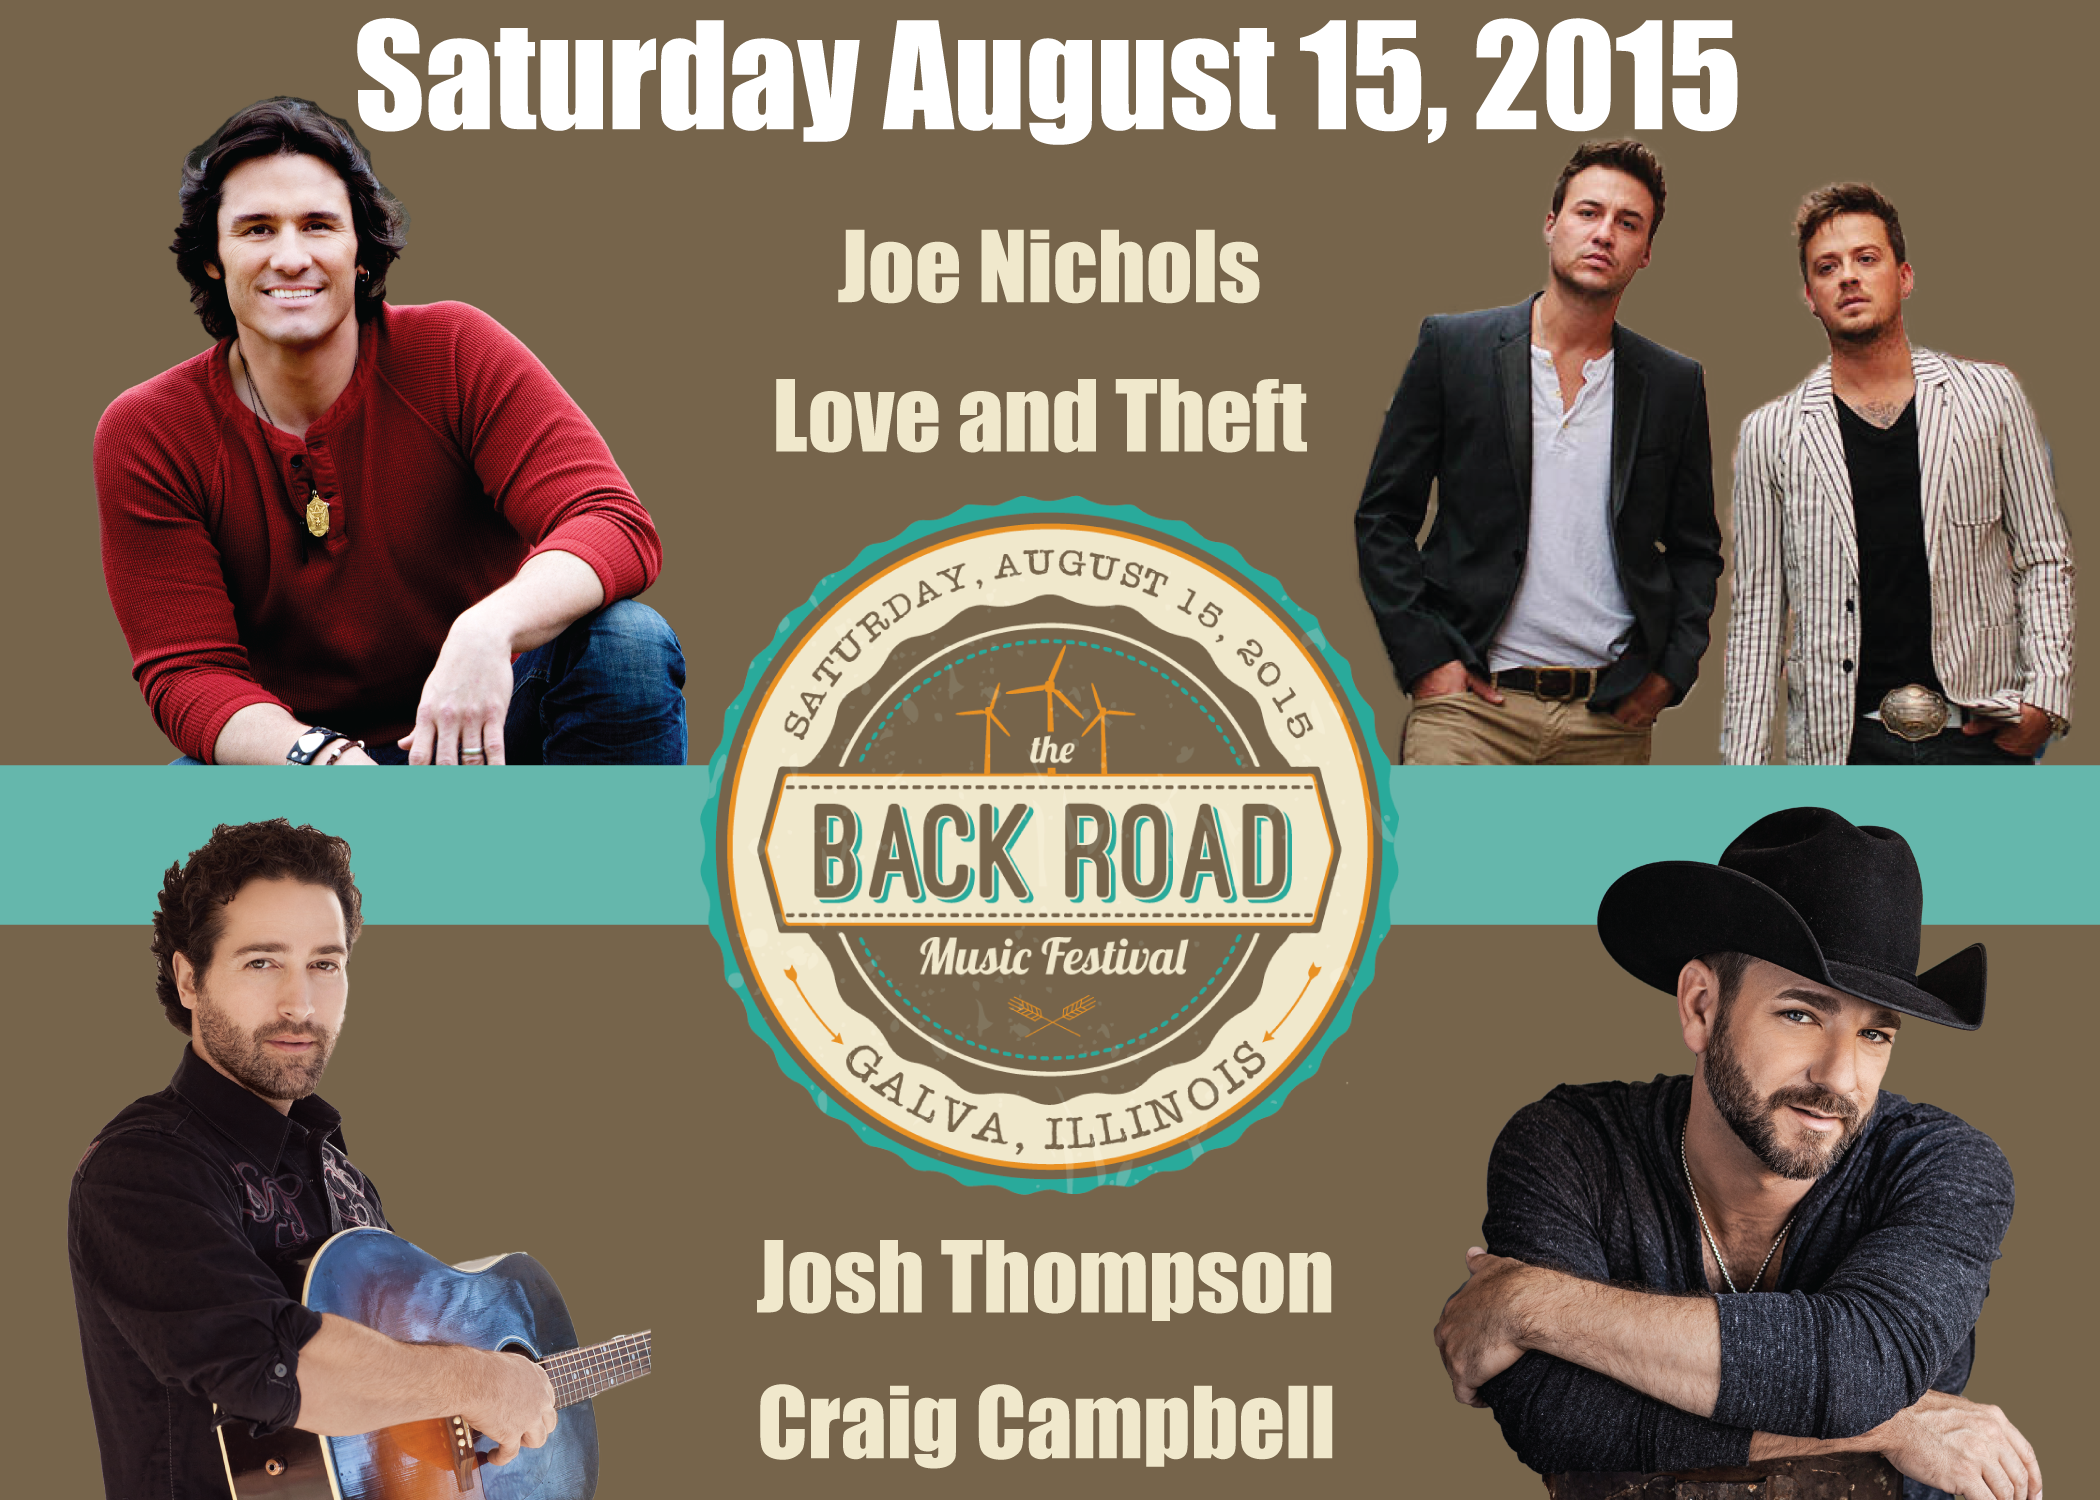 Saturday August 15, 2015
Joe Nichols
Love and Theft
SATURDAY, AUGUST 15, 2015
the
BACK ROAD
Music Festival
GALVA, ILLINOIS
Josh Thompson
Craig Campbell